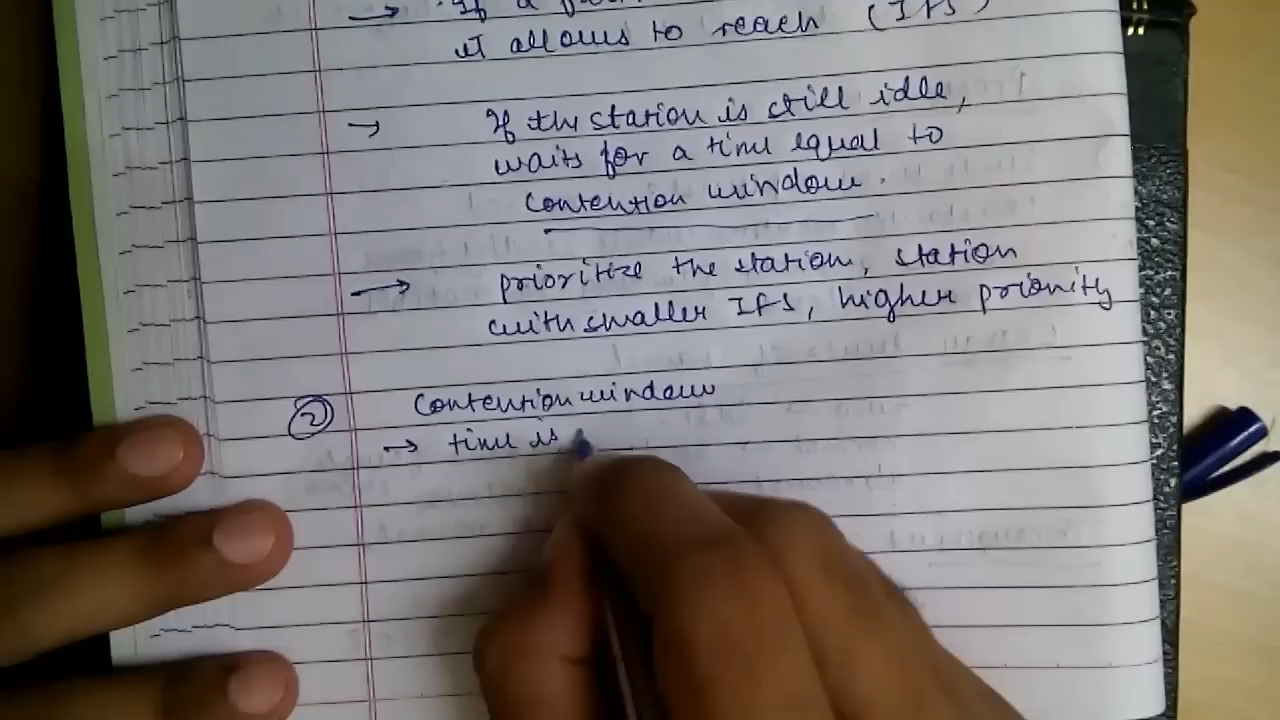 → If a
it allows to reach (IFS)
→ If the station is still idle,
waits for a time equal to
contention window.
→ prioritize the station, station
with smaller IFS, higher priority
② Contention window
→ time is